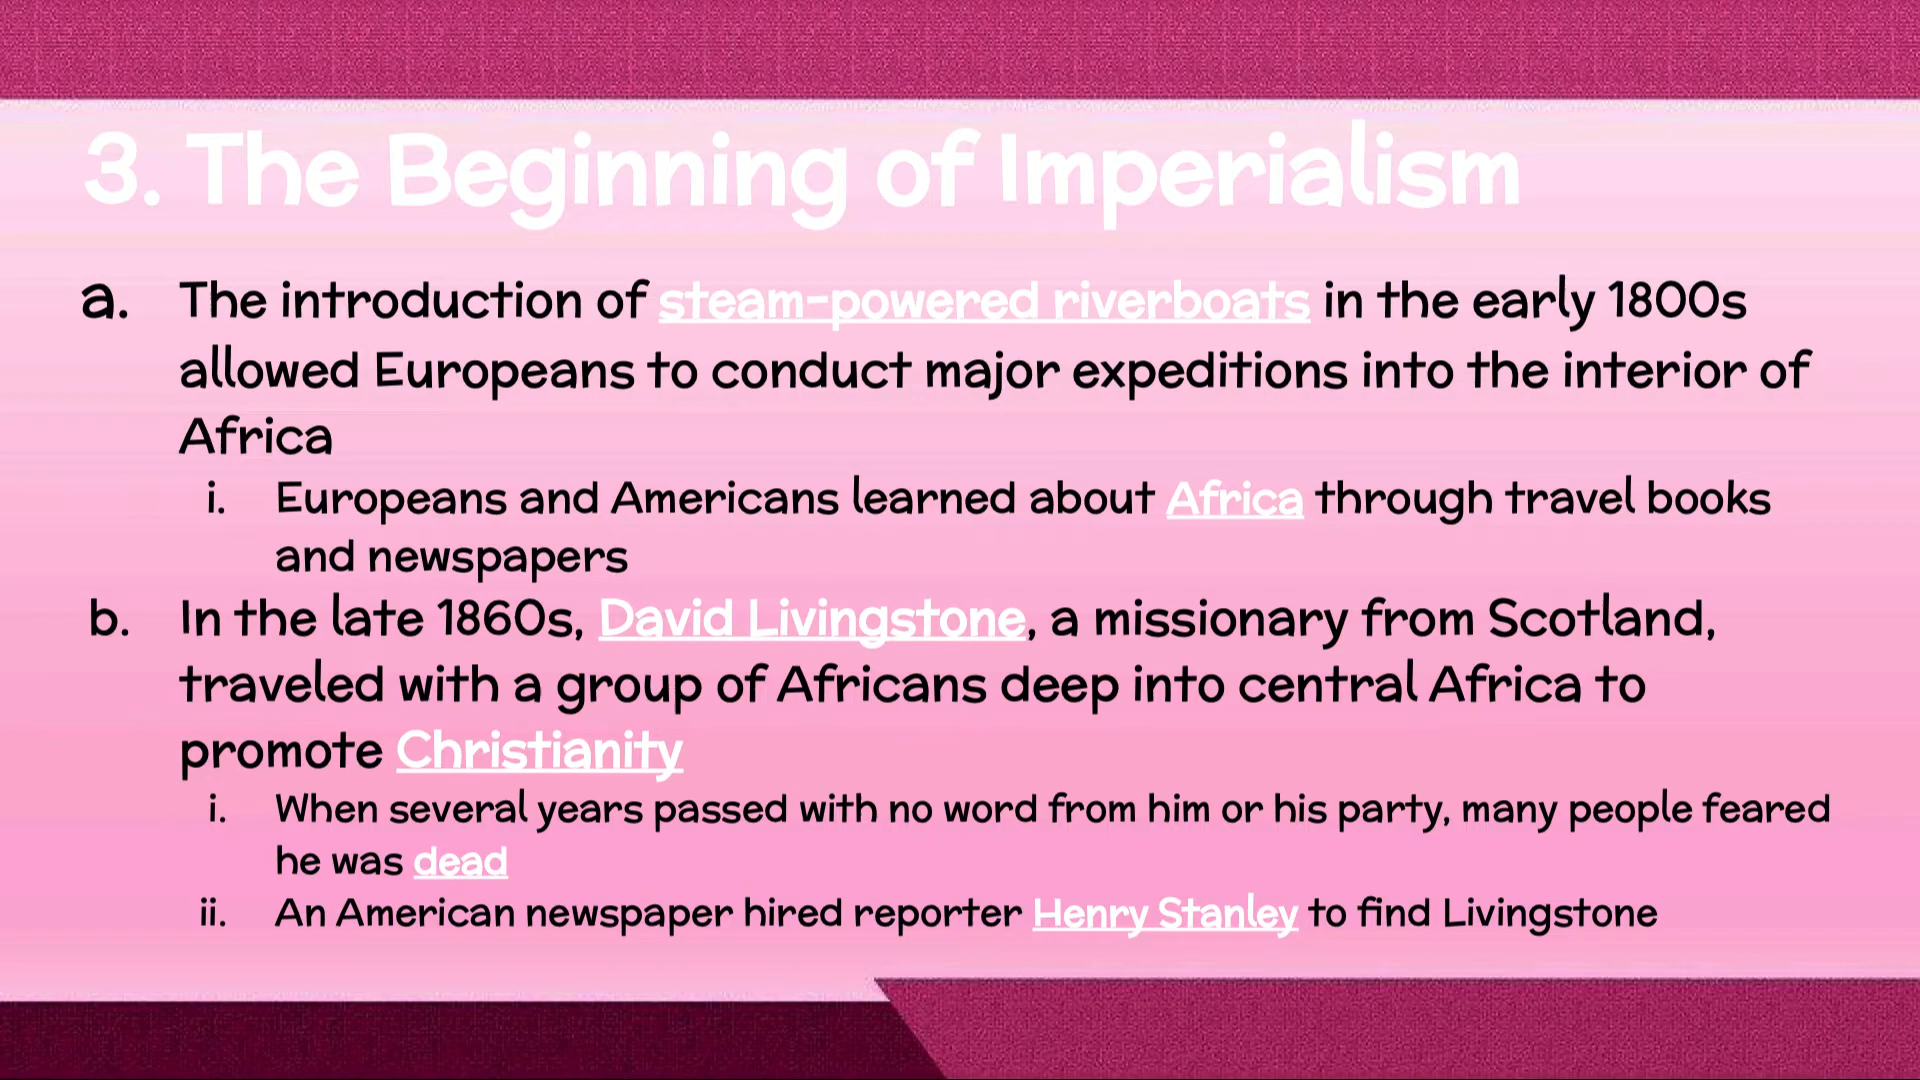 3. The Beginning of Imperialism
a. The introduction of steam-powered riverboats in the early 1800s
allowed Europeans to conduct major expeditions into the interior of
Africa
i. Europeans and Americans learned about Africa through travel books
and newspapers
b. In the late 1860s, David Livingstone, a missionary from Scotland,
traveled with a group of Africans deep into central Africa to
promote Christianity
i. When several years passed with no word from him or his party, many people feared
he was dead
ii. An American newspaper hired reporter Henry Stanley to find Livingstone